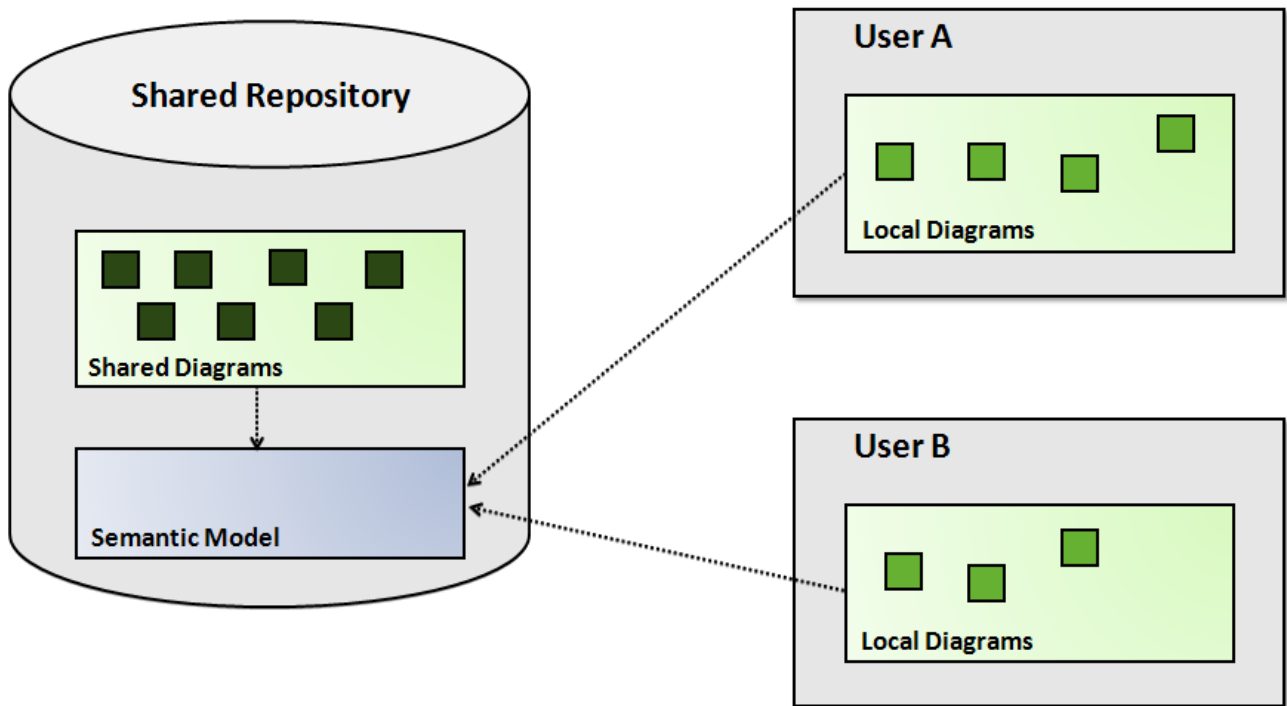 Shared Repository
Shared Diagrams
Semantic Model
User A
Local Diagrams
User B
Local Diagrams